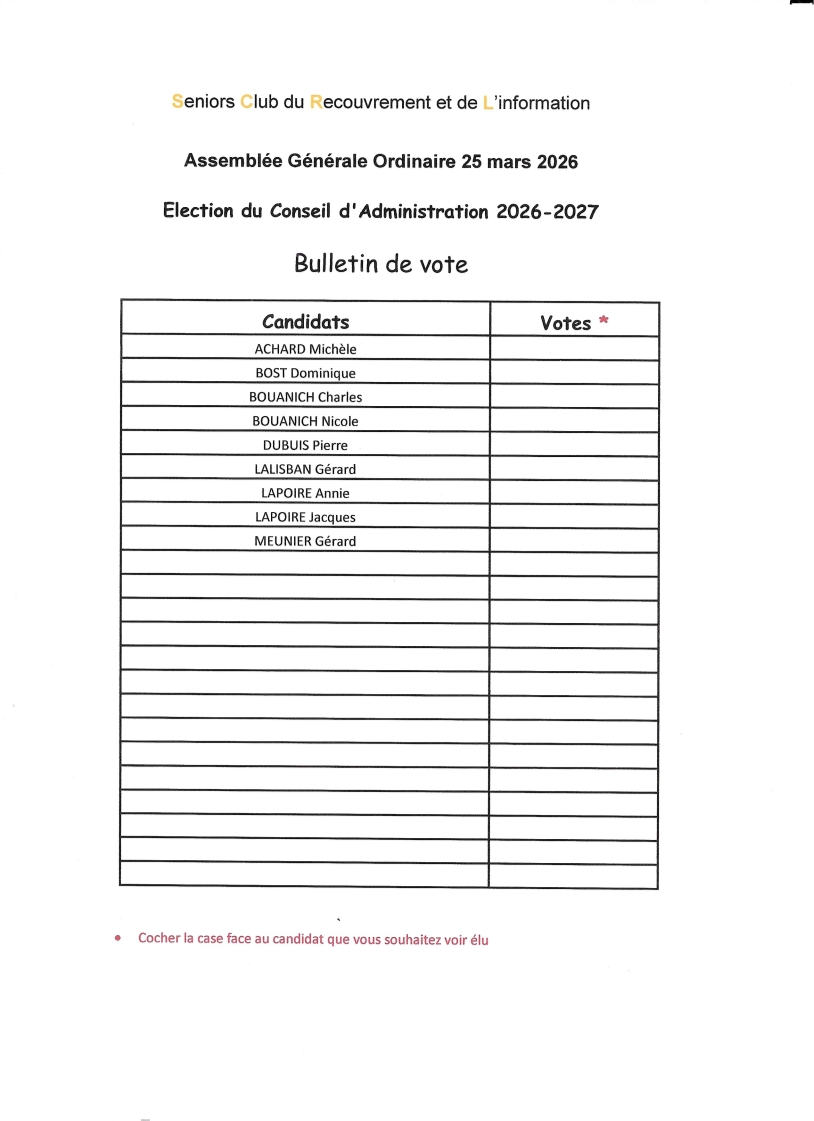 Seniors Club du Recouvrement et de L'information
Assemblée Générale Ordinaire 25 mars 2026
Election du Conseil d'Administration 2026-2027
Bulletin de vote
Candidats Votes *
ACHARD Michèle
BOST Dominique
BOUANICH Charles
BOUANICH Nicole
DUBUIS Pierre
LALISBAN Gérard
LAPOIRE Annie
LAPOIRE Jacques
MEUNIER Gérard
• Cocher la case face au candidat que vous souhaitez voir élu